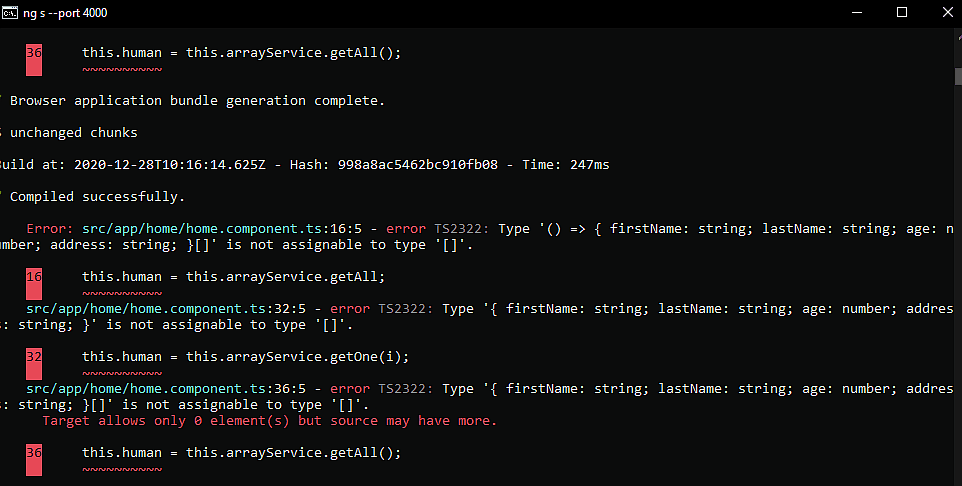 ng s --port 4000
36 this.human = this.arrayService.getAll();
~~~~~~~~~~
Browser application bundle generation complete.
unchanged chunks
uild at: 2020-12-28T10:16:14.625Z - Hash: 998a8ac5462bc910fb08 - Time: 247ms
Compiled successfully.
Error: src/app/home/home.component.ts:16:5 - error TS2322: Type '() => { firstName: string; lastName: string; age: n
mber; address: string; }[]' is not assignable to type '[]'.
16 this.human = this.arrayService.getAll;
~~~~~~~~~~
src/app/home/home.component.ts:32:5 - error TS2322: Type '{ firstName: string; lastName: string; age: number; addres
: string; }' is not assignable to type '[]'.
32 this.human = this.arrayService.getOne(i);
~~~~~~~~~~
src/app/home/home.component.ts:36:5 - error TS2322: Type '{ firstName: string; lastName: string; age: number; addres
: string; }[]' is not assignable to type '[]'.
Target allows only 0 element(s) but source may have more.
36 this.human = this.arrayService.getAll();
~~~~~~~~~~